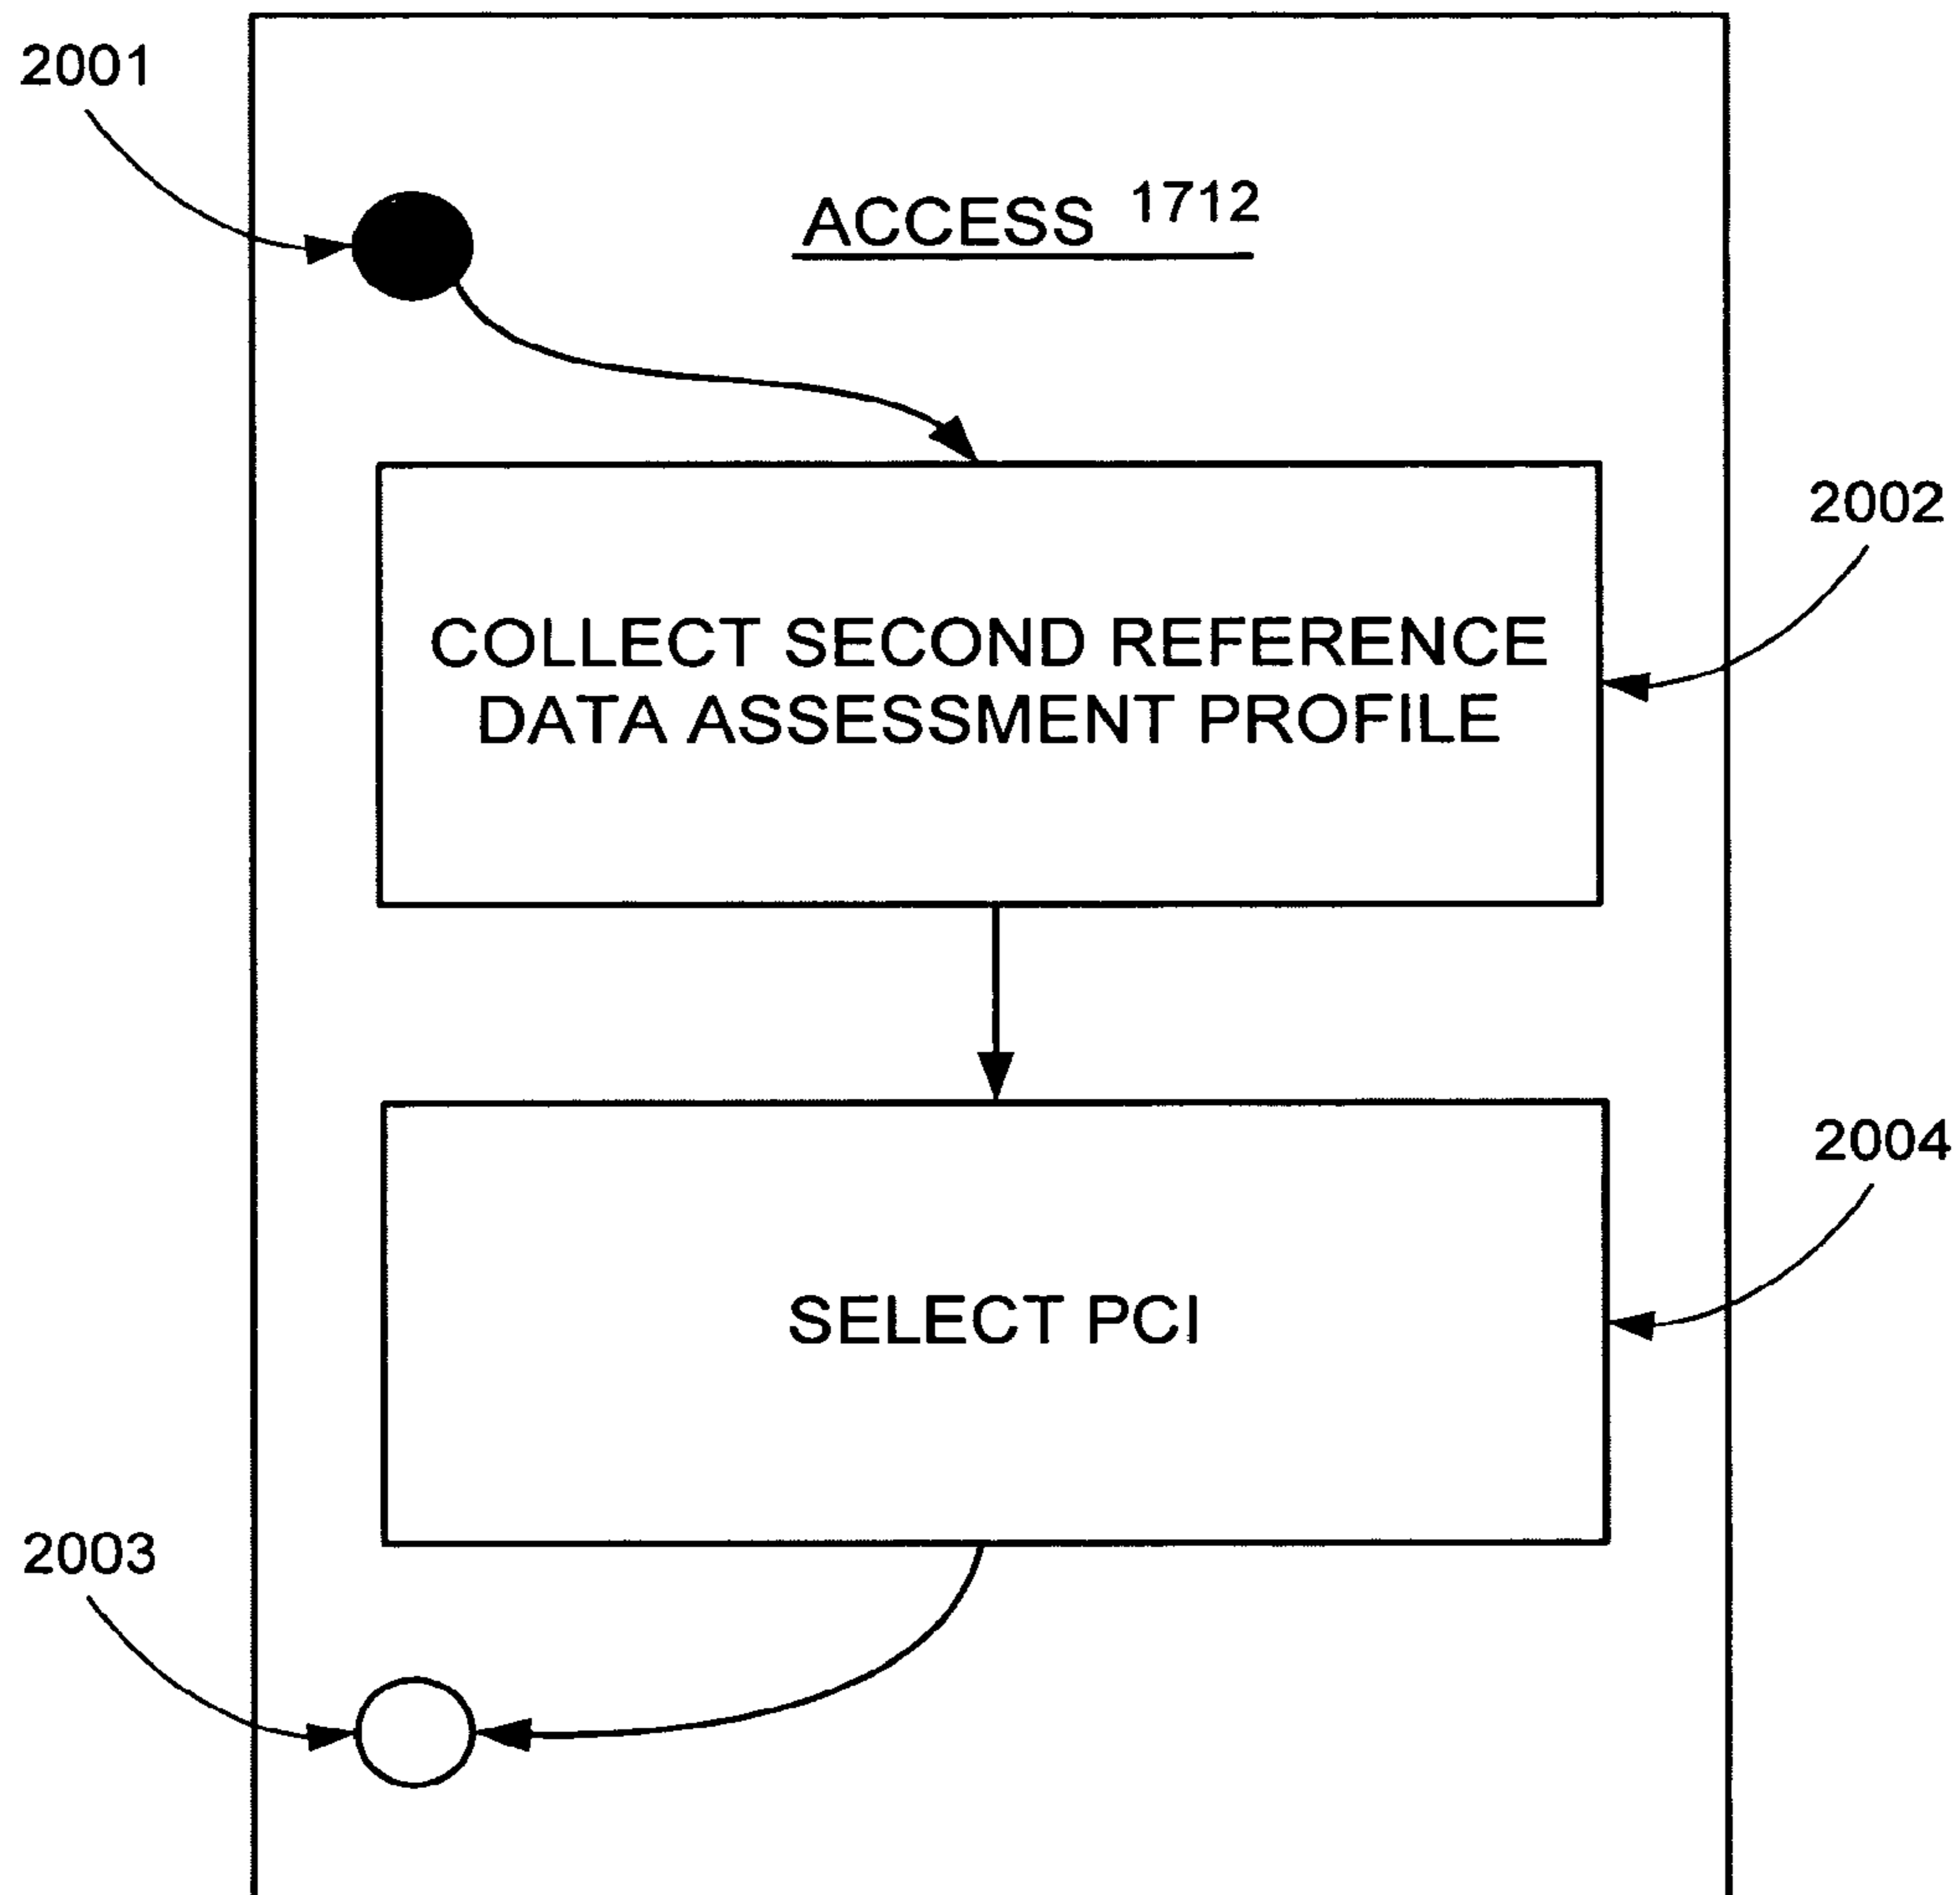 2001
ACCESS 1712
2002
COLLECT SECOND REFERENCE
DATA ASSESSMENT PROFILE
2004
SELECT PCI
2003